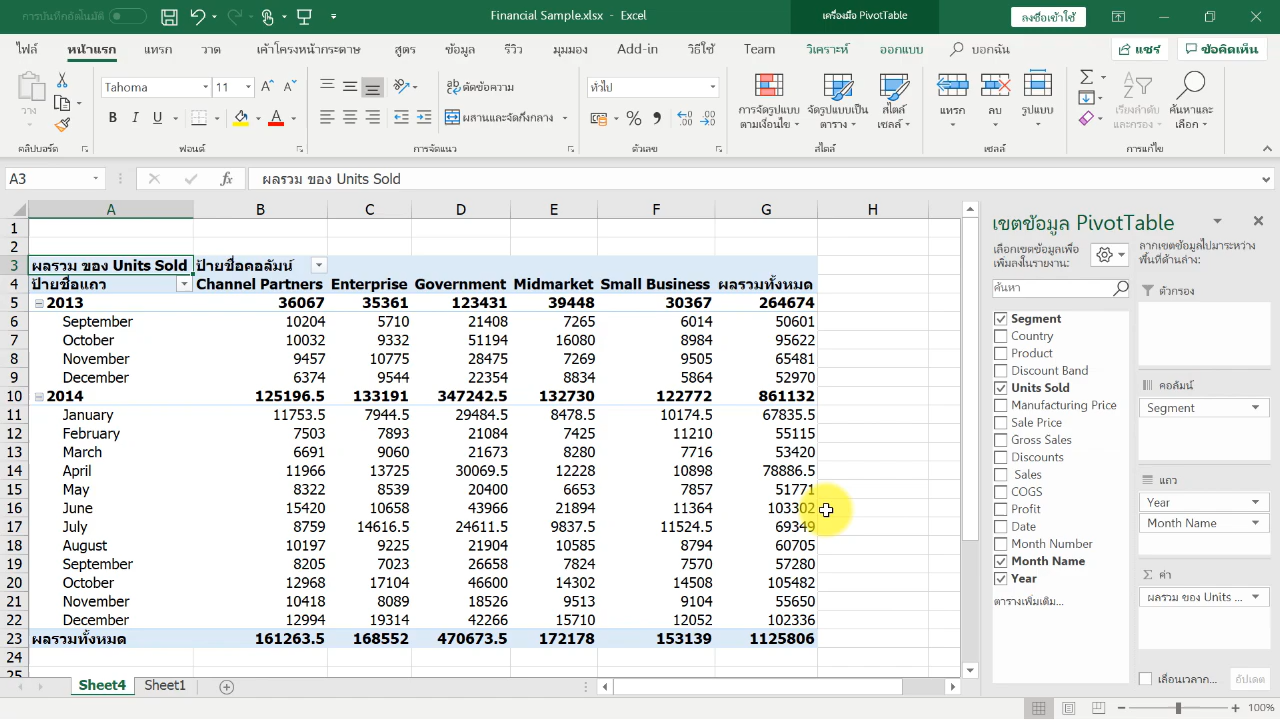 การบันทึกอัตโนมัติ
Financial Sample.xlsx - Excel
เครื่องมือ PivotTable
ลงชื่อเข้าใช้
ไฟล์ หน้าแรก แทรก วาด เค้าโครงหน้ากระดาษ สูตร ข้อมูล รีวิว มุมมอง Add-in วิธีใช้ Team วิเคราะห์ ออกแบบ บอกฉัน แชร์ ข้อคิดเห็น
วาง
Tahoma 11
B I U A
ตัดข้อความ
ผสานและจัดกึ่งกลาง
ทั่วไป
การจัดรูปแบบตามเงื่อนไข
จัดรูปแบบเป็นตาราง
สไตล์เซลล์
แทรก ลบ รูปแบบ
เรียงลำดับและกรอง
ค้นหาและเลือก
คลิปบอร์ด ฟอนต์ การจัดแนว ตัวเลข สไตล์ เซลล์ การแก้ไข
A3 fx ผลรวม ของ Units Sold
A B C D E F G H
1
2
3 ผลรวม ของ Units Sold ป้ายชื่อคอลัมน์
4 ป้ายชื่อแถว Channel Partners Enterprise Government Midmarket Small Business ผลรวมทั้งหมด
5 2013 36067 35361 123431 39448 30367 264674
6 September 10204 5710 21408 7265 6014 50601
7 October 10032 9332 51194 16080 8984 95622
8 November 9457 10775 28475 7269 9505 65481
9 December 6374 9544 22354 8834 5864 52970
10 2014 125196.5 133191 347242.5 132730 122772 861132
11 January 11753.5 7944.5 29484.5 8478.5 10174.5 67835.5
12 February 7503 7893 21084 7425 11210 55115
13 March 6691 9060 21673 8280 7716 53420
14 April 11966 13725 30069.5 12228 10898 78886.5
15 May 8322 8539 20400 6653 7857 51771
16 June 15420 10658 43966 21894 11364 103302
17 July 8759 14616.5 24611.5 9837.5 11524.5 69349
18 August 10197 9225 21904 10585 8794 60705
19 September 8205 7023 26658 7824 7570 57280
20 October 12968 17104 46600 14302 14508 105482
21 November 10418 8089 18526 9513 9104 55650
22 December 12994 19314 42266 15710 12052 102336
23 ผลรวมทั้งหมด 161263.5 168552 470673.5 172178 153139 1125806
24
25
Sheet4 Sheet1
เขตข้อมูล PivotTable
เลือกเขตข้อมูลเพื่อเพิ่มลงในรายงาน:
ค้นหา
Segment
Country
Product
Discount Band
Units Sold
Manufacturing Price
Sale Price
Gross Sales
Discounts
Sales
COGS
Profit
Date
Month Number
Month Name
Year
ตารางเพิ่มเติม...
ลากเขตข้อมูลไปมาระหว่างพื้นที่ด้านล่าง:
ตัวกรอง
คอลัมน์
Segment
แถว
Year
Month Name
Σ ค่า
ผลรวม ของ Units ...
เลื่อนเวลาก... อัปเดต
100%